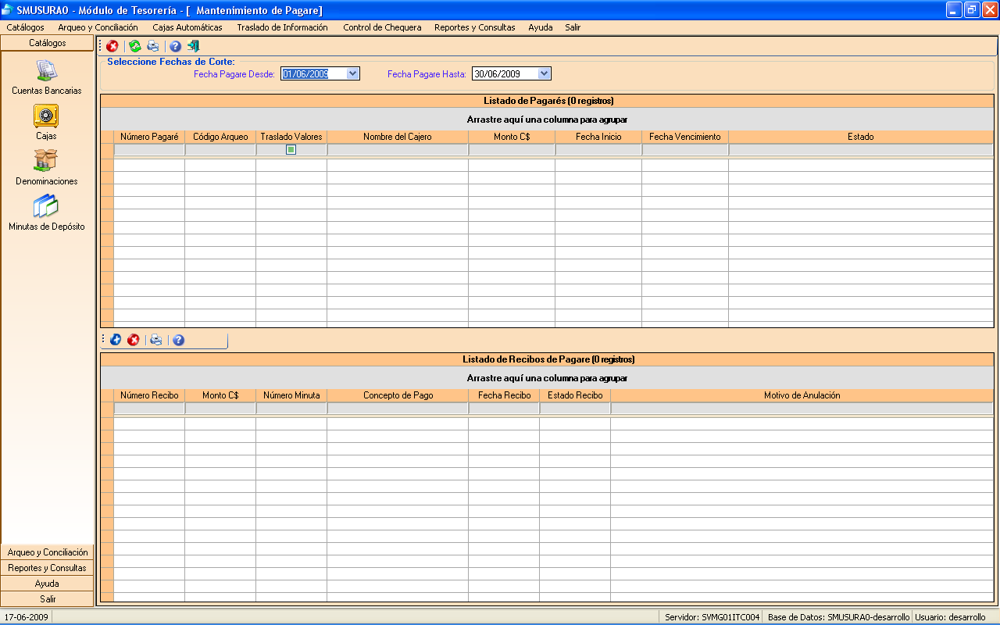 SMUSURA0 - Módulo de Tesorería - [ Mantenimiento de Pagare]
Catálogos Arqueo y Conciliación Cajas Automáticas Traslado de Información Control de Chequera Reportes y Consultas Ayuda Salir
Catálogos
Cuentas Bancarias
Cajas
Denominaciones
Minutas de Depósito
Arqueo y Conciliación
Reportes y Consultas
Ayuda
Salir
Seleccione Fechas de Corte:
Fecha Pagare Desde: 01/06/2009 Fecha Pagare Hasta: 30/06/2009
Listado de Pagarés (0 registros)
Arrastre aquí una columna para agrupar
Número Pagaré Código Arqueo Traslado Valores Nombre del Cajero Monto C$ Fecha Inicio Fecha Vencimiento Estado
Listado de Recibos de Pagare (0 registros)
Arrastre aquí una columna para agrupar
Número Recibo Monto C$ Número Minuta Concepto de Pago Fecha Recibo Estado Recibo Motivo de Anulación
17-06-2009 Servidor: SVMG01ITC004 Base de Datos: SMUSURA0-desarrollo Usuario: desarrollo